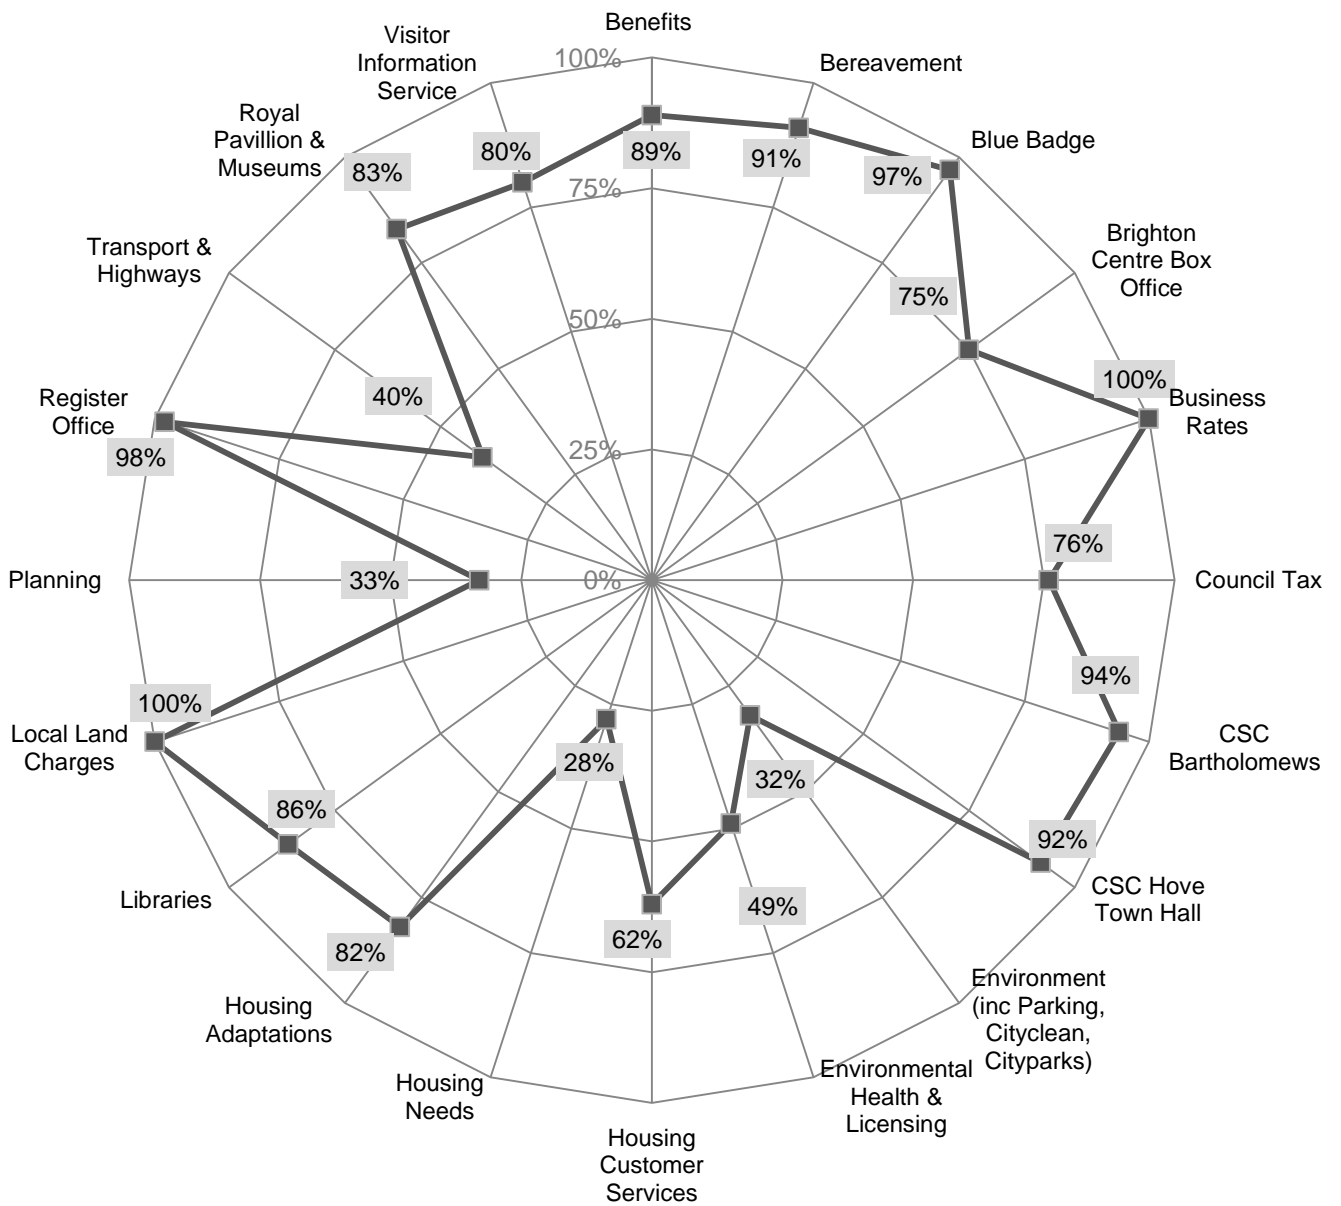 Benefits
Visitor
Information
Service
Bereavement
Royal
Pavillion &
Museums
Blue Badge
Transport &
Highways
Brighton
Centre Box
Office
Register
Office
Business
Rates
Planning
Council Tax
Local Land
Charges
CSC
Bartholomews
Libraries
CSC Hove
Town Hall
Housing
Adaptations
Environment
(inc Parking,
Cityclean,
Cityparks)
Housing
Needs
Environmental
Health &
Licensing
Housing
Customer
Services
100%
75%
50%
25%
0%
89%
91%
97%
75%
100%
76%
94%
92%
32%
49%
62%
28%
82%
86%
100%
33%
98%
40%
83%
80%